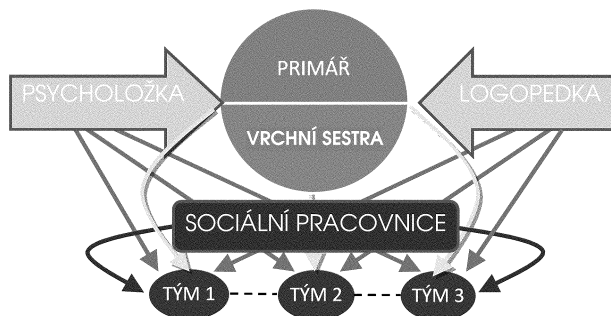 PRIMÁŘ
PSYCHOLOŽKA
LOGOPEDKA
VRCHNÍ SESTRA
SOCIÁLNÍ PRACOVNICE
TÝM 1
TÝM 2
TÝM 3